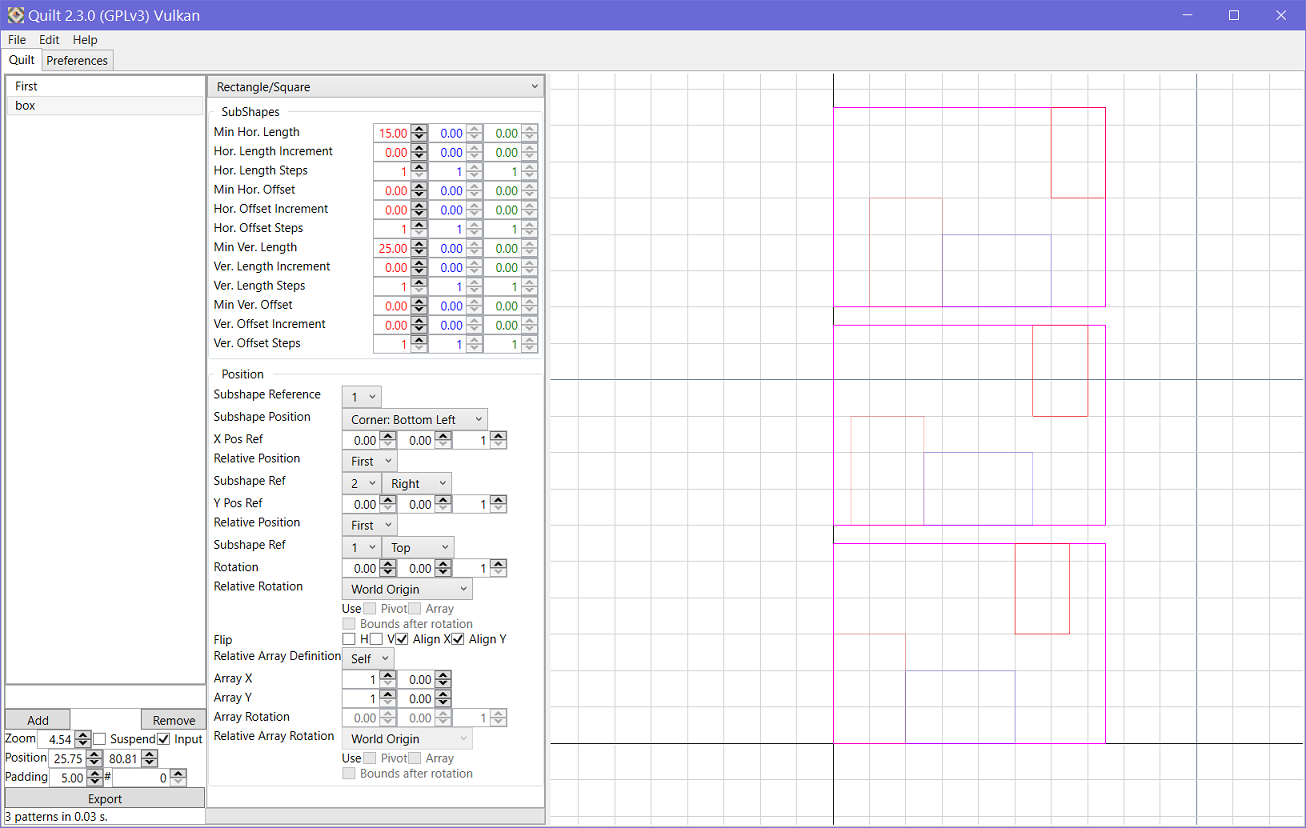 Quilt 2.3.0 (GPLv3) Vulkan
File Edit Help
Quilt Preferences
First
box
Rectangle/Square
SubShapes
Min Hor. Length 15.00 0.00 0.00
Hor. Length Increment 0.00 0.00 0.00
Hor. Length Steps 1 1 1
Min Hor. Offset 0.00 0.00 0.00
Hor. Offset Increment 0.00 0.00 0.00
Hor. Offset Steps 1 1 1
Min Ver. Length 25.00 0.00 0.00
Ver. Length Increment 0.00 0.00 0.00
Ver. Length Steps 1 1 1
Min Ver. Offset 0.00 0.00 0.00
Ver. Offset Increment 0.00 0.00 0.00
Ver. Offset Steps 1 1 1
Position
Subshape Reference 1
Subshape Position Corner: Bottom Left
X Pos Ref 0.00 0.00 1
Relative Position First
Subshape Ref 2 Right
Y Pos Ref 0.00 0.00 1
Relative Position First
Subshape Ref 1 Top
Rotation 0.00 0.00 1
Relative Rotation World Origin
Use Pivot Array
Bounds after rotation
Flip H V Align X Align Y
Relative Array Definition Self
Array X 1 0.00
Array Y 1 0.00
Array Rotation 0.00 0.00 1
Relative Array Rotation World Origin
Use Pivot Array
Bounds after rotation
Add Remove
Zoom 4.54 Suspend Input
Position 25.75 80.81
Padding 5.00 # 0
Export
3 patterns in 0.03 s.